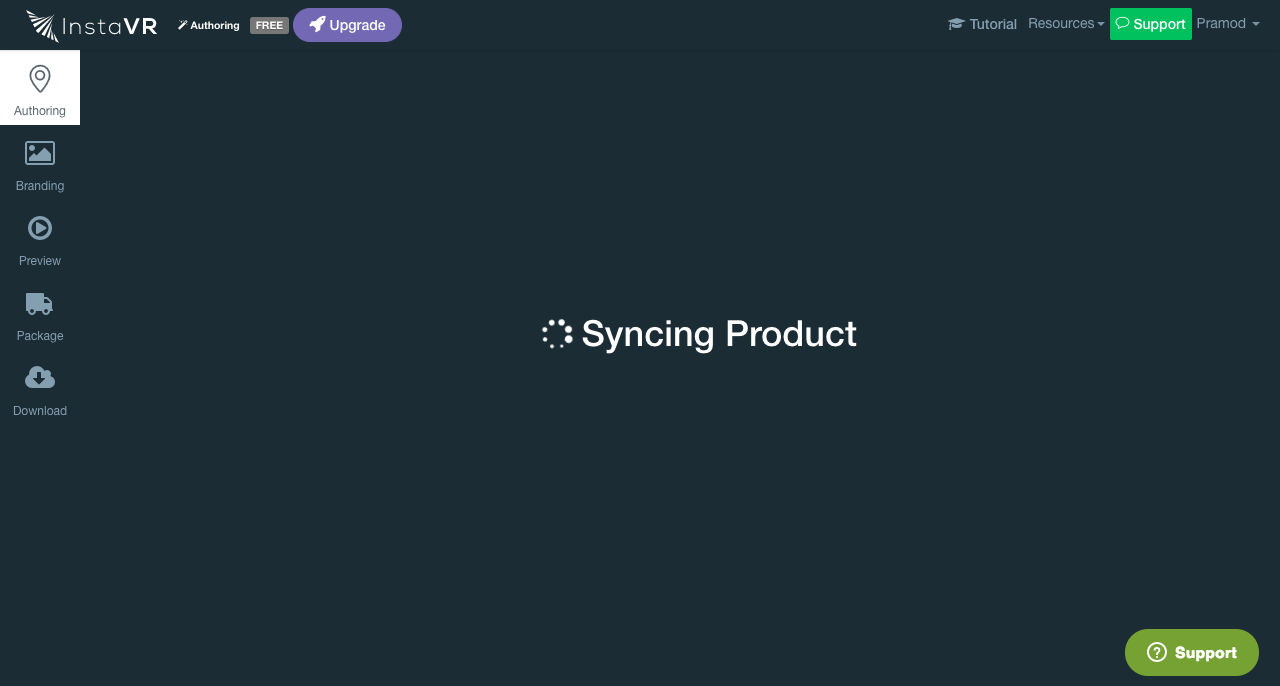 InstaVR Authoring FREE Upgrade Tutorial Resources Support Pramod
Authoring
Branding
Preview
Package
Download
Syncing Product
Support